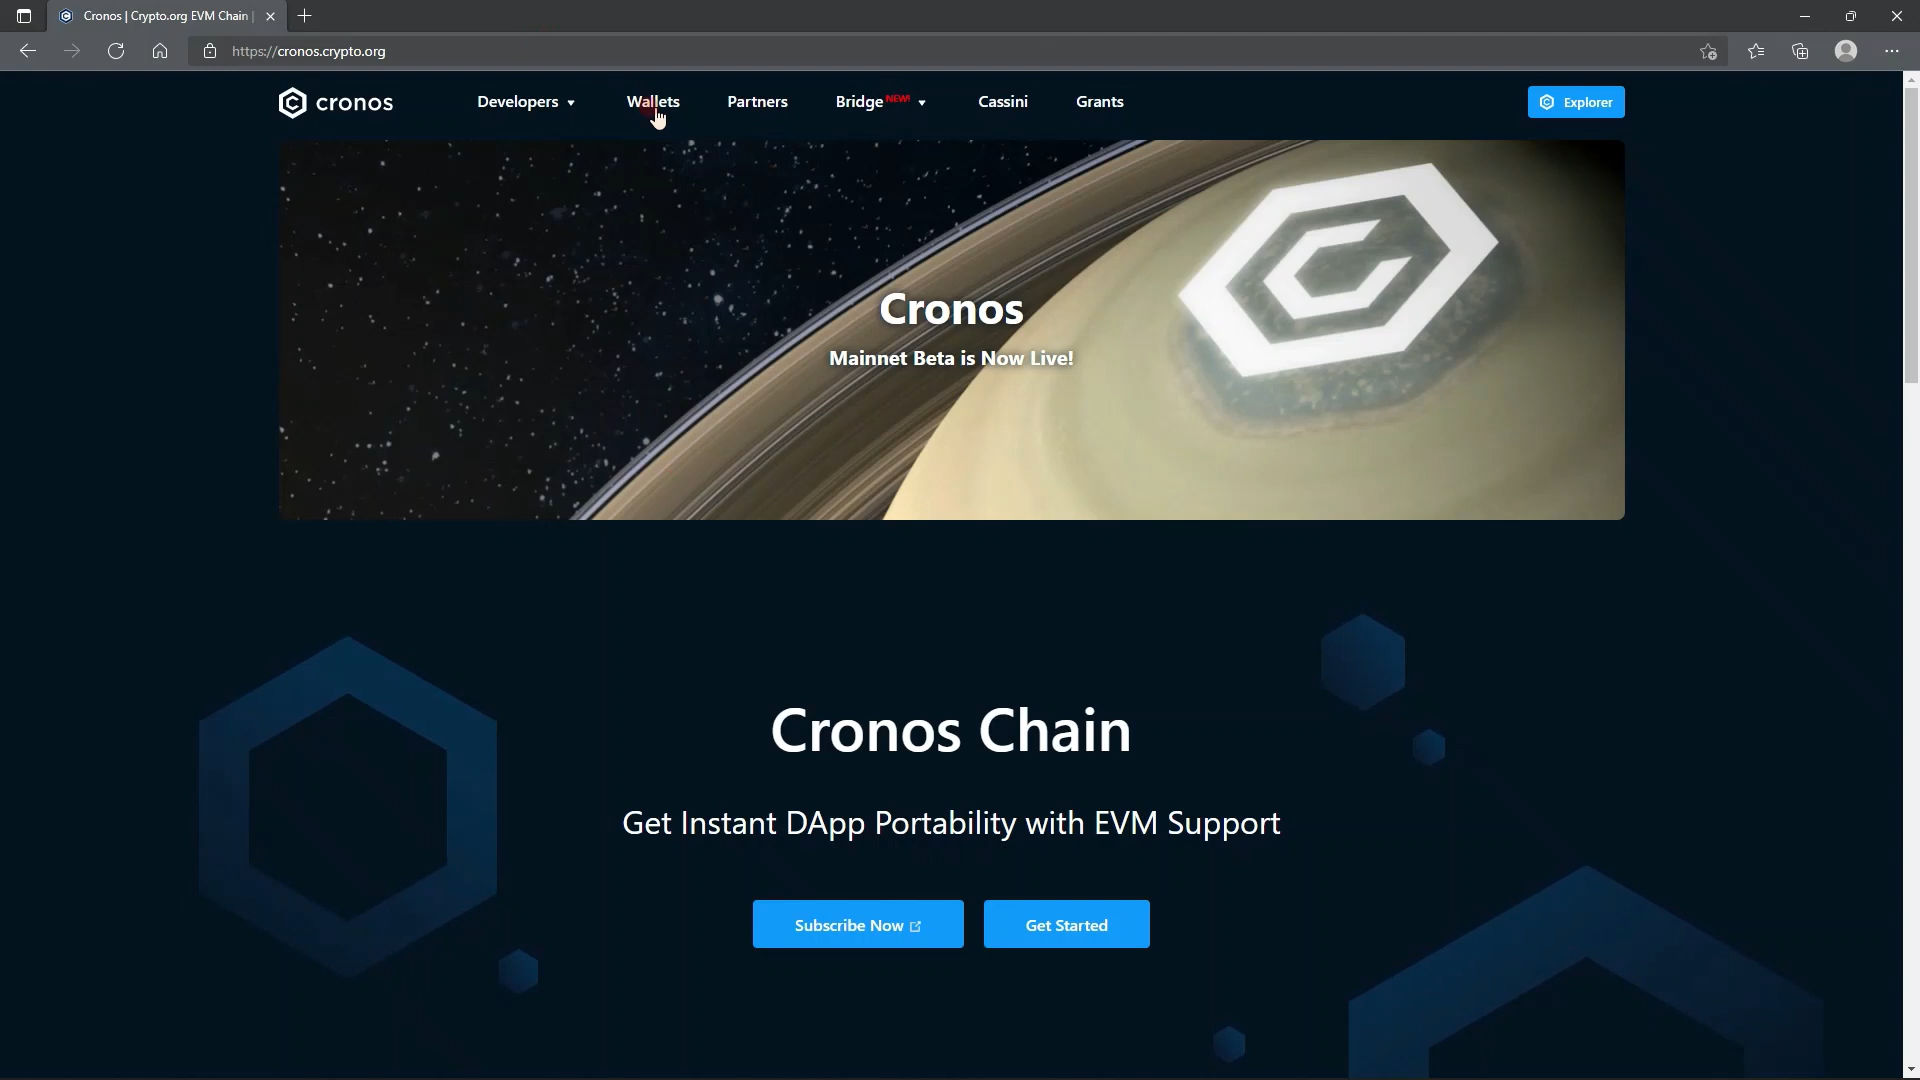 Cronos | Crypto.org EVM Chain |
https://cronos.crypto.org
cronos
Developers
Wallets
Partners
Bridge NEW!
Cassini
Grants
Explorer
Cronos
Mainnet Beta is Now Live!
Cronos Chain
Get Instant DApp Portability with EVM Support
Subscribe Now
Get Started